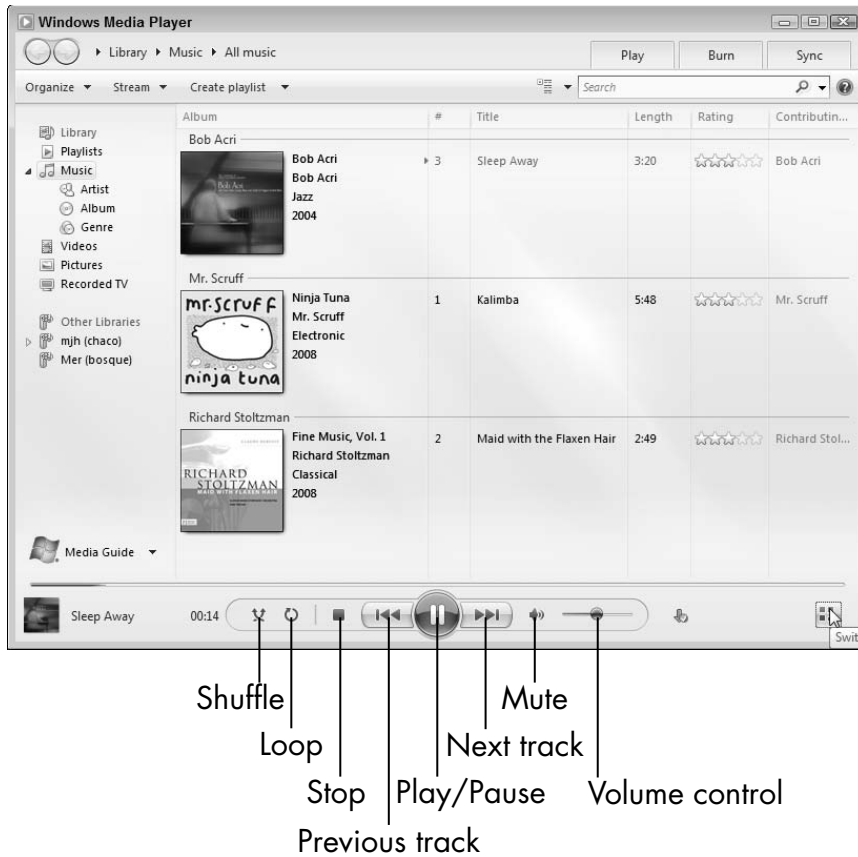 Windows Media Player
Library Music All music
Play Burn Sync
Organize Stream Create playlist Search
Album # Title Length Rating Contributin...
Library
Playlists
Music
Artist
Album
Genre
Videos
Pictures
Recorded TV
Other Libraries
mjh (chaco)
Mer (bosque)
Media Guide
Bob Acri
Bob Acri
Bob Acri 3 Sleep Away 3:20 Bob Acri
Bob Acri
Jazz
2004
Mr. Scruff
mr.scruff
ninja tuna
Ninja Tuna 1 Kalimba 5:48 Mr. Scruff
Mr. Scruff
Electronic
2008
Richard Stoltzman
RICHARD
STOLTZMAN
MAID WITH THE FLAXEN HAIR
Fine Music, Vol. 1 2 Maid with the Flaxen Hair 2:49 Richard Stol...
Richard Stoltzman
Classical
2008
Sleep Away 00:14
Swit
Shuffle Mute
Loop Next track
Stop Play/Pause Volume control
Previous track